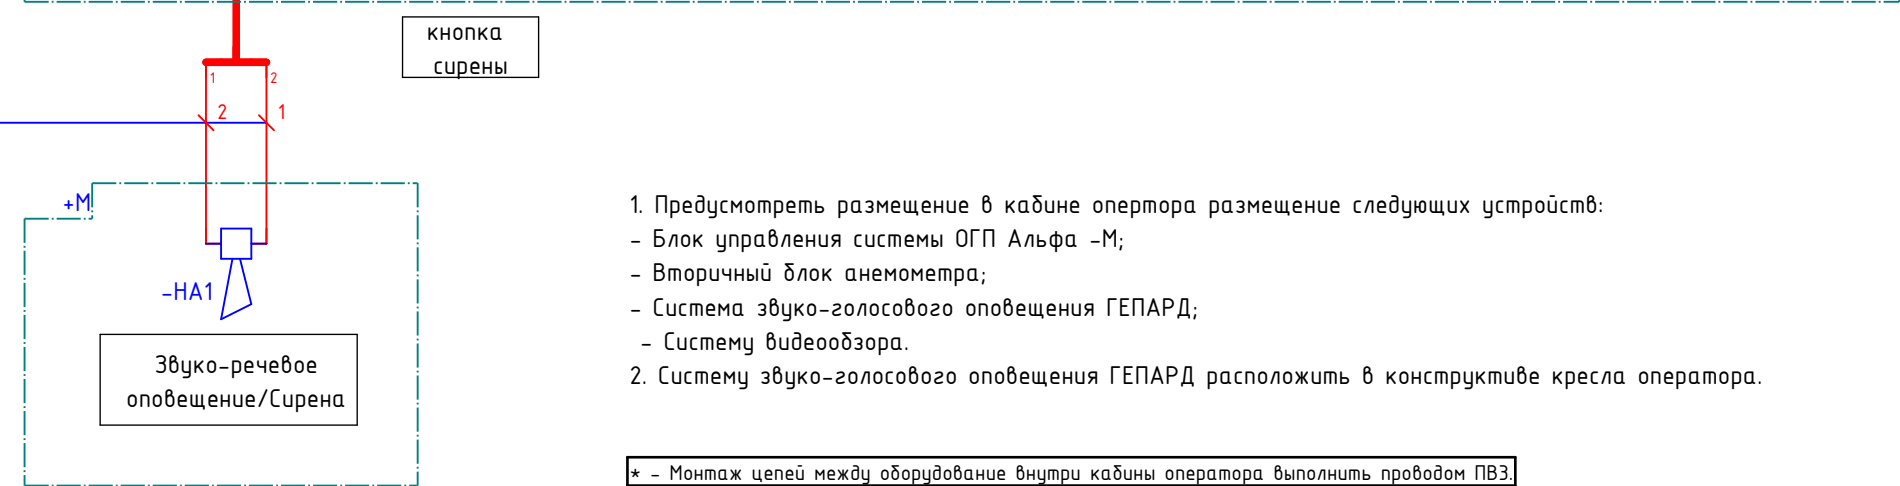 кнопка
сирены
1 2
2 1
+M
-HA1
Звуко-речевое
оповещение/Сирена
1. Предусмотреть размещение в кабине опертора размещение следующих устройств:
- Блок управления системы ОГП Альфа -М;
- Вторичный блок анемометра;
- Система звуко-голосового оповещения ГЕПАРД;
- Систему видеообзора.
2. Систему звуко-голосового оповещения ГЕПАРД расположить в конструктиве кресла оператора.
* - Монтаж цепей между оборудование внутри кабины оператора выполнить проводом ПВ3.